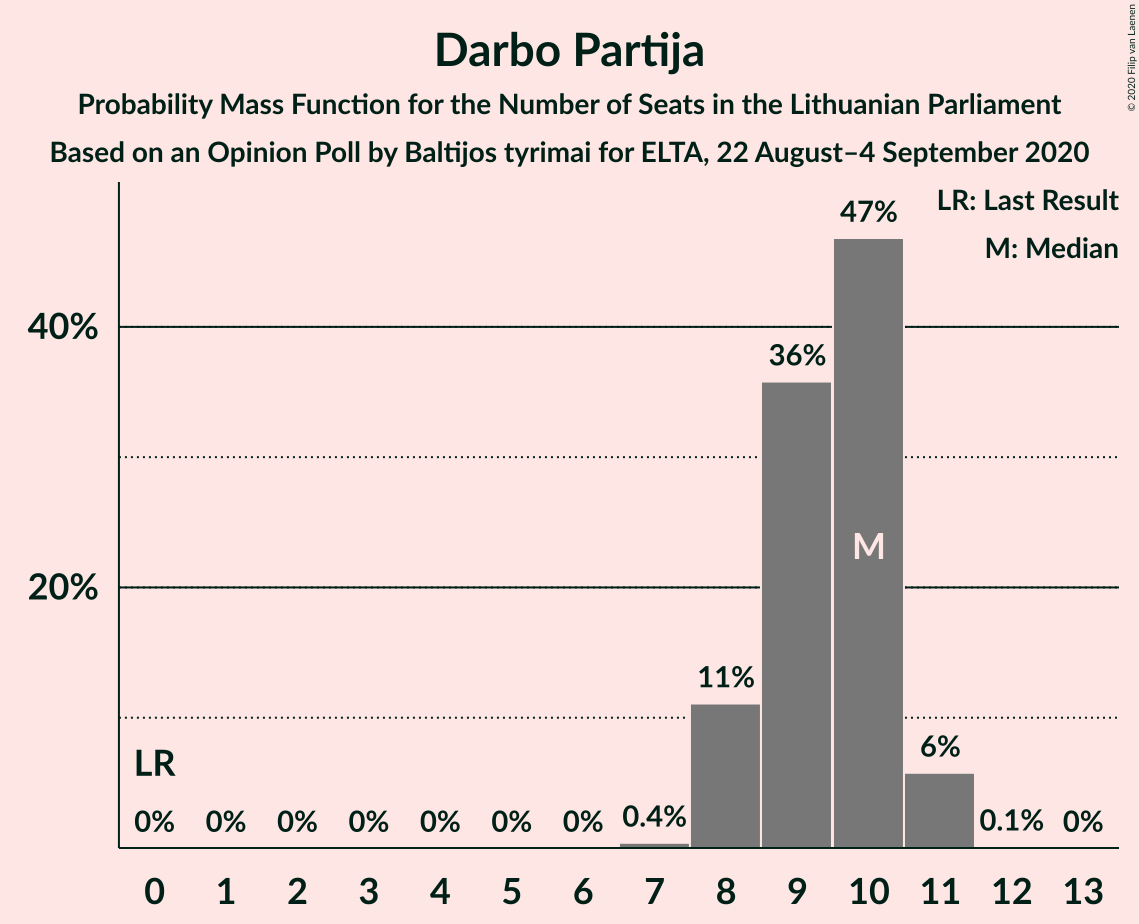 Darbo Partija
Probability Mass Function for the Number of Seats in the Lithuanian Parliament
Based on an Opinion Poll by Baltijos tyrimai for ELTA, 22 August–4 September 2020
© 2020 Filip van Laenen
LR: Last Result
M: Median
40%
20%
LR
0% 0% 0% 0% 0% 0% 0% 0.4% 11% 36% 47% 6% 0.1% 0%
M
0 1 2 3 4 5 6 7 8 9 10 11 12 13